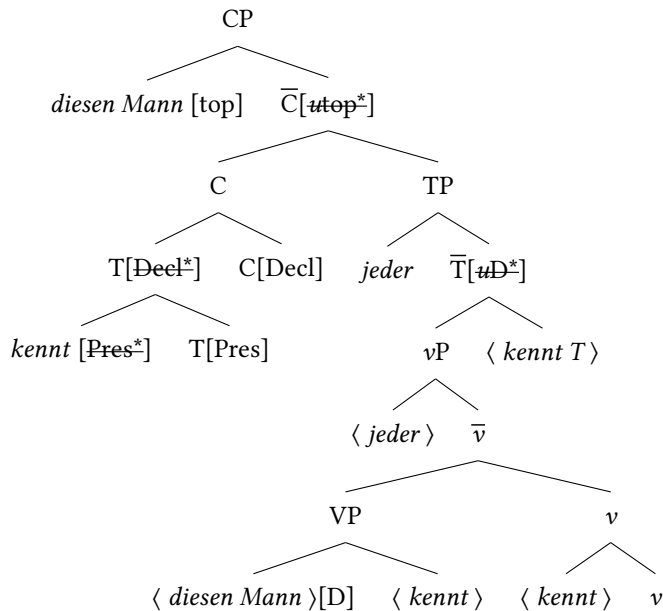 CP
diesen Mann [top] C̅[utop*]
C TP
T[Decl*] C[Decl] jeder T̅[uD*]
kennt [Pres*] T[Pres] vP ⟨ kennt T ⟩
⟨ jeder ⟩ v̅
VP v
⟨ diesen Mann ⟩[D] ⟨ kennt ⟩ ⟨ kennt ⟩ v